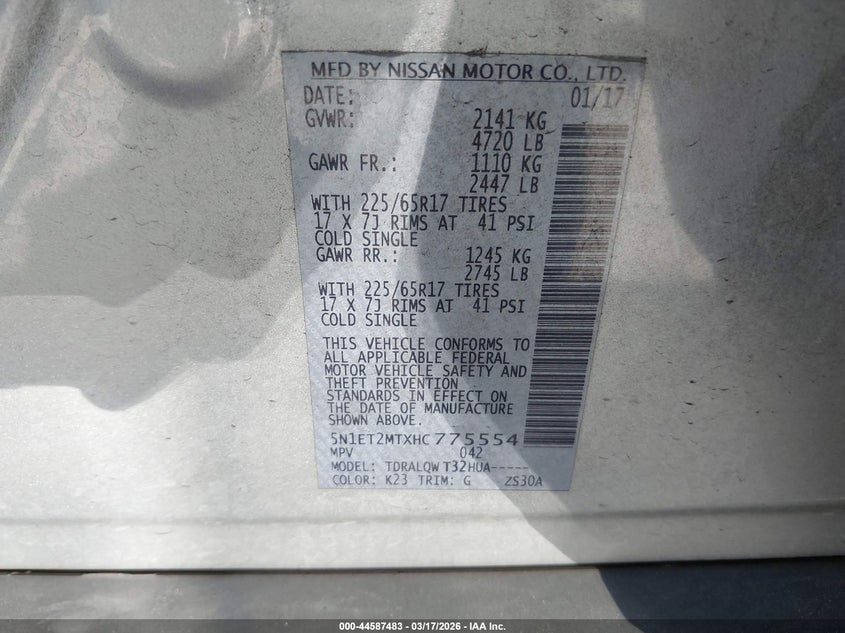 MFD BY NISSAN MOTOR CO., LTD.
DATE: 01/17
GVWR: 2141 KG
4720 LB
GAWR FR.: 1110 KG
2447 LB
WITH 225/65R17 TIRES
17 X 7J RIMS AT 41 PSI
COLD SINGLE
GAWR RR.: 1245 KG
2745 LB
WITH 225/65R17 TIRES
17 X 7J RIMS AT 41 PSI
COLD SINGLE
THIS VEHICLE CONFORMS TO
ALL APPLICABLE FEDERAL
MOTOR VEHICLE SAFETY AND
THEFT PREVENTION
STANDARDS IN EFFECT ON
THE DATE OF MANUFACTURE
SHOWN ABOVE.
5N1ET2MTXHC775554
MPV 042
MODEL: TDRALQW T32HUA-----
COLOR: K23 TRIM: G ZS30A
000-44587483 — 03/17/2026 — IAA Inc.